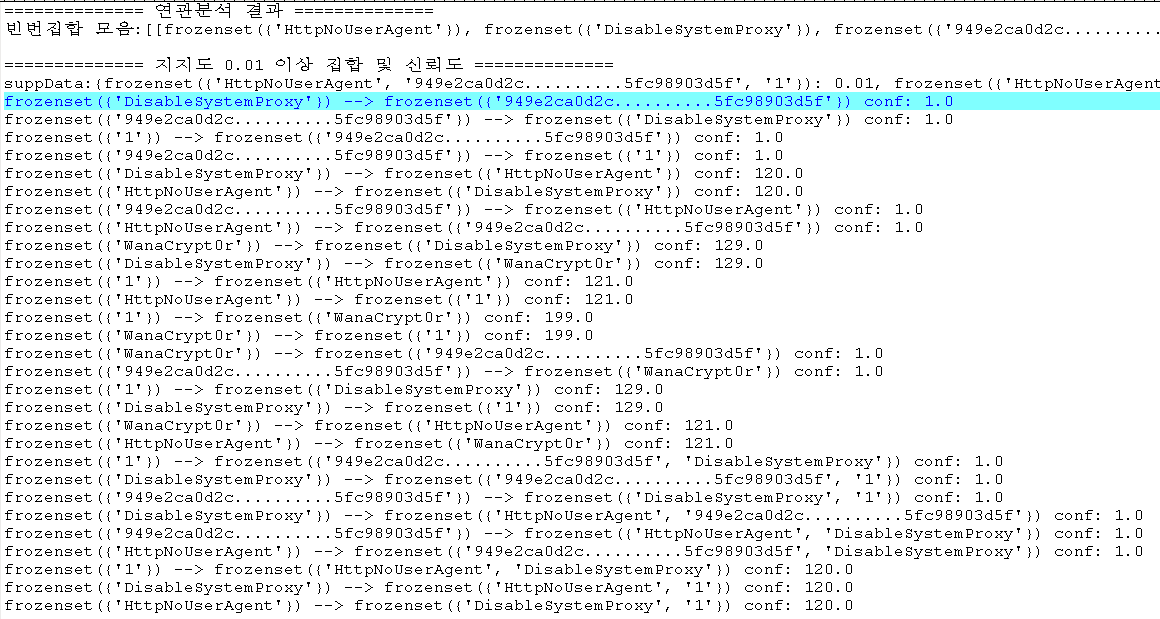 ============== 연관분석 결과 ==============
빈번집합 모음:[[frozenset({'HttpNoUserAgent'}), frozenset({'DisableSystemProxy'}), frozenset({'949e2ca0d2c..........
============== 지지도 0.01 이상 집합 및 신뢰도 ==============
suppData:{frozenset({'HttpNoUserAgent', '949e2ca0d2c..........5fc98903d5f', '1'}): 0.01, frozenset({'HttpNoUserAgent
frozenset({'DisableSystemProxy'}) --> frozenset({'949e2ca0d2c..........5fc98903d5f'}) conf: 1.0
frozenset({'949e2ca0d2c..........5fc98903d5f'}) --> frozenset({'DisableSystemProxy'}) conf: 1.0
frozenset({'1'}) --> frozenset({'949e2ca0d2c..........5fc98903d5f'}) conf: 1.0
frozenset({'949e2ca0d2c..........5fc98903d5f'}) --> frozenset({'1'}) conf: 1.0
frozenset({'DisableSystemProxy'}) --> frozenset({'HttpNoUserAgent'}) conf: 120.0
frozenset({'HttpNoUserAgent'}) --> frozenset({'DisableSystemProxy'}) conf: 120.0
frozenset({'949e2ca0d2c..........5fc98903d5f'}) --> frozenset({'HttpNoUserAgent'}) conf: 1.0
frozenset({'HttpNoUserAgent'}) --> frozenset({'949e2ca0d2c..........5fc98903d5f'}) conf: 1.0
frozenset({'WanaCrypt0r'}) --> frozenset({'DisableSystemProxy'}) conf: 129.0
frozenset({'DisableSystemProxy'}) --> frozenset({'WanaCrypt0r'}) conf: 129.0
frozenset({'1'}) --> frozenset({'HttpNoUserAgent'}) conf: 121.0
frozenset({'HttpNoUserAgent'}) --> frozenset({'1'}) conf: 121.0
frozenset({'1'}) --> frozenset({'WanaCrypt0r'}) conf: 199.0
frozenset({'WanaCrypt0r'}) --> frozenset({'1'}) conf: 199.0
frozenset({'WanaCrypt0r'}) --> frozenset({'949e2ca0d2c..........5fc98903d5f'}) conf: 1.0
frozenset({'949e2ca0d2c..........5fc98903d5f'}) --> frozenset({'WanaCrypt0r'}) conf: 1.0
frozenset({'1'}) --> frozenset({'DisableSystemProxy'}) conf: 129.0
frozenset({'DisableSystemProxy'}) --> frozenset({'1'}) conf: 129.0
frozenset({'WanaCrypt0r'}) --> frozenset({'HttpNoUserAgent'}) conf: 121.0
frozenset({'HttpNoUserAgent'}) --> frozenset({'WanaCrypt0r'}) conf: 121.0
frozenset({'1'}) --> frozenset({'949e2ca0d2c..........5fc98903d5f', 'DisableSystemProxy'}) conf: 1.0
frozenset({'DisableSystemProxy'}) --> frozenset({'949e2ca0d2c..........5fc98903d5f', '1'}) conf: 1.0
frozenset({'949e2ca0d2c..........5fc98903d5f'}) --> frozenset({'DisableSystemProxy', '1'}) conf: 1.0
frozenset({'DisableSystemProxy'}) --> frozenset({'HttpNoUserAgent', '949e2ca0d2c..........5fc98903d5f'}) conf: 1.0
frozenset({'949e2ca0d2c..........5fc98903d5f'}) --> frozenset({'HttpNoUserAgent', 'DisableSystemProxy'}) conf: 1.0
frozenset({'HttpNoUserAgent'}) --> frozenset({'949e2ca0d2c..........5fc98903d5f', 'DisableSystemProxy'}) conf: 1.0
frozenset({'1'}) --> frozenset({'HttpNoUserAgent', 'DisableSystemProxy'}) conf: 120.0
frozenset({'DisableSystemProxy'}) --> frozenset({'HttpNoUserAgent', '1'}) conf: 120.0
frozenset({'HttpNoUserAgent'}) --> frozenset({'DisableSystemProxy', '1'}) conf: 120.0